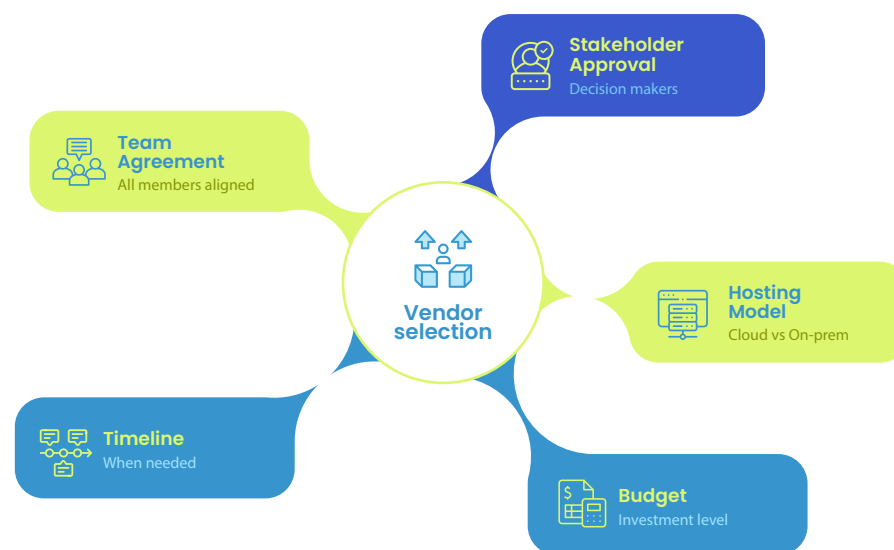 Stakeholder
Approval
Decision makers
Team
Agreement
All members aligned
Vendor
selection
Hosting
Model
Cloud vs On-prem
Timeline
When needed
$
Budget
Investment level